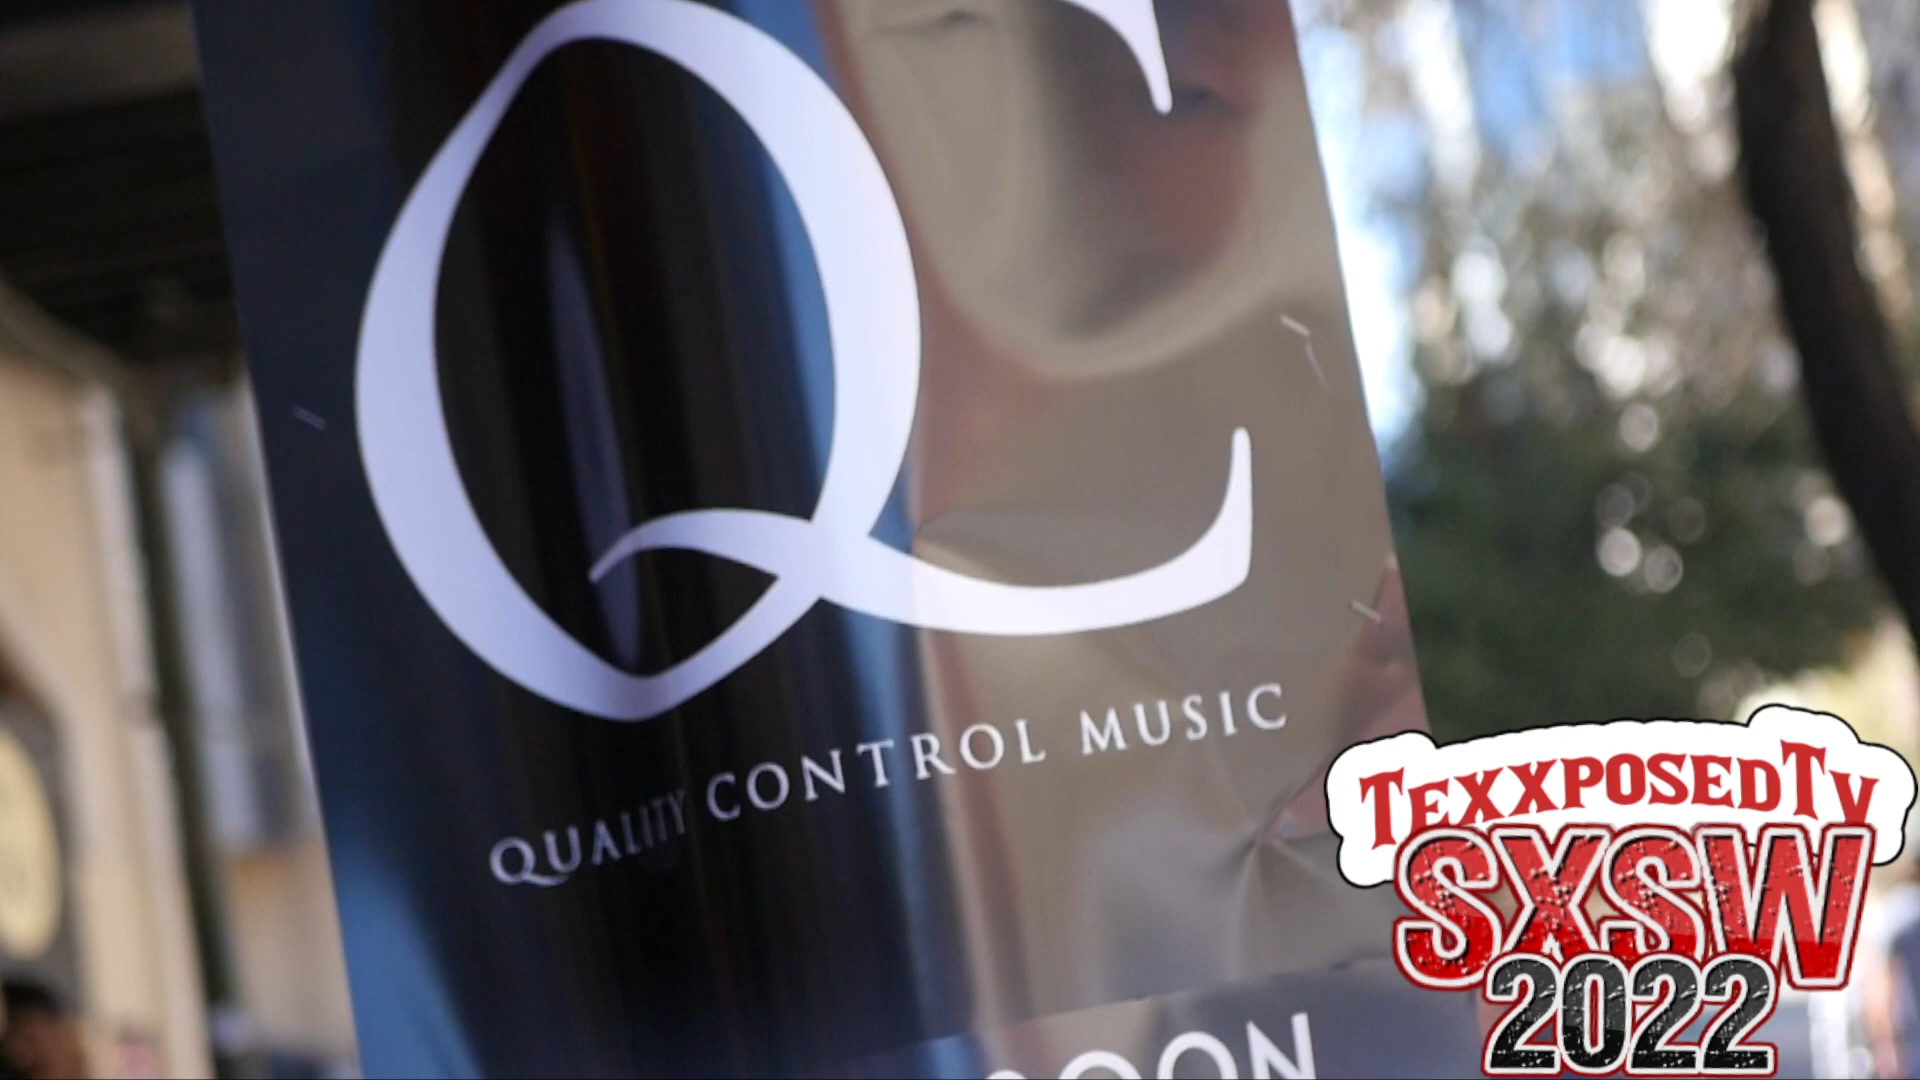 QC
QUALITY CONTROL MUSIC
TEXXPOSEDTV
SXSW
2022